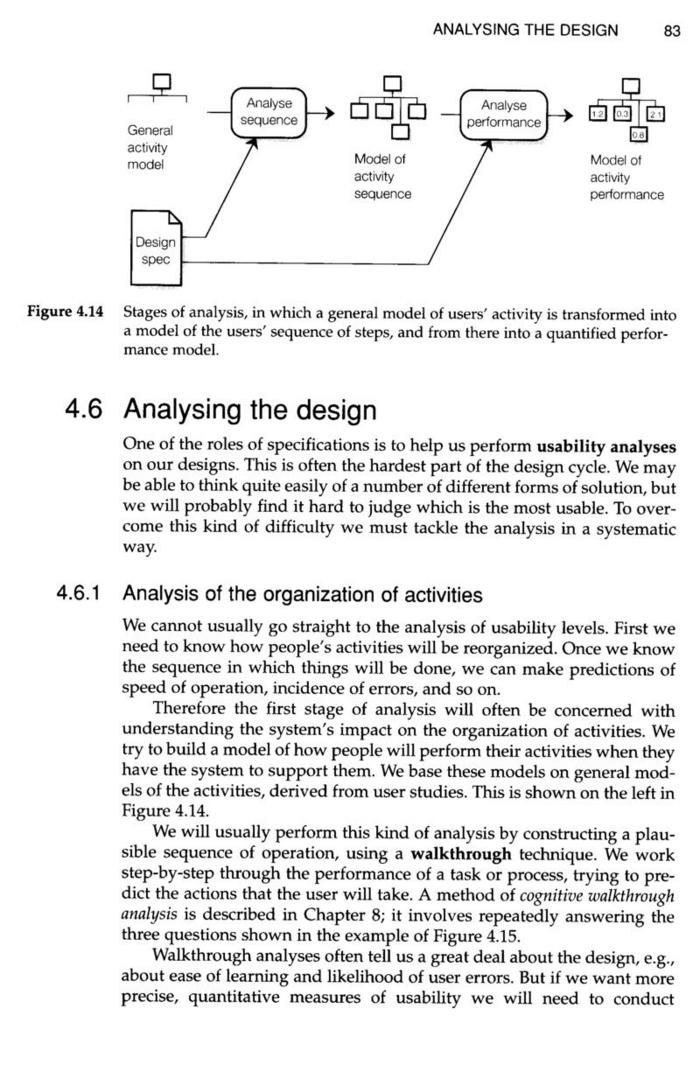 ANALYSING THE DESIGN 83
General
activity
model
Analyse
sequence
Model of
activity
sequence
Analyse
performance
1.2 0.3 2.1
0.8
Model of
activity
performance
Design
spec
Figure 4.14 Stages of analysis, in which a general model of users' activity is transformed into
a model of the users' sequence of steps, and from there into a quantified perfor-
mance model.
4.6 Analysing the design
One of the roles of specifications is to help us perform usability analyses
on our designs. This is often the hardest part of the design cycle. We may
be able to think quite easily of a number of different forms of solution, but
we will probably find it hard to judge which is the most usable. To over-
come this kind of difficulty we must tackle the analysis in a systematic
way.
4.6.1 Analysis of the organization of activities
We cannot usually go straight to the analysis of usability levels. First we
need to know how people's activities will be reorganized. Once we know
the sequence in which things will be done, we can make predictions of
speed of operation, incidence of errors, and so on.
Therefore the first stage of analysis will often be concerned with
understanding the system's impact on the organization of activities. We
try to build a model of how people will perform their activities when they
have the system to support them. We base these models on general mod-
els of the activities, derived from user studies. This is shown on the left in
Figure 4.14.
We will usually perform this kind of analysis by constructing a plau-
sible sequence of operation, using a walkthrough technique. We work
step-by-step through the performance of a task or process, trying to pre-
dict the actions that the user will take. A method of cognitive walkthrough
analysis is described in Chapter 8; it involves repeatedly answering the
three questions shown in the example of Figure 4.15.
Walkthrough analyses often tell us a great deal about the design, e.g.,
about ease of learning and likelihood of user errors. But if we want more
precise, quantitative measures of usability we will need to conduct